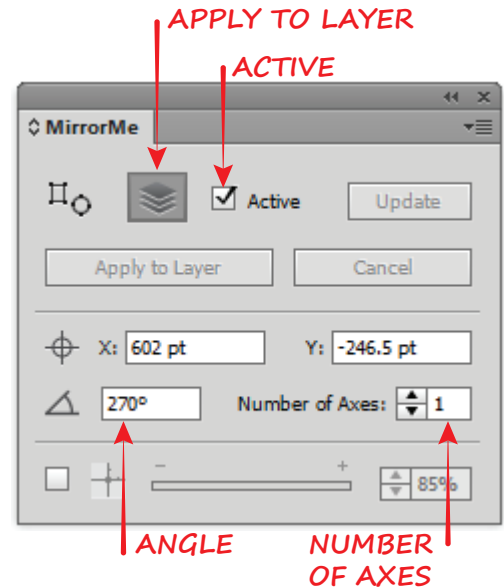 APPLY TO LAYER
ACTIVE
MirrorMe
Active
Update
Apply to Layer
Cancel
X: 602 pt
Y: -246.5 pt
270º
Number of Axes: 1
- +
85%
ANGLE
NUMBER
OF AXES